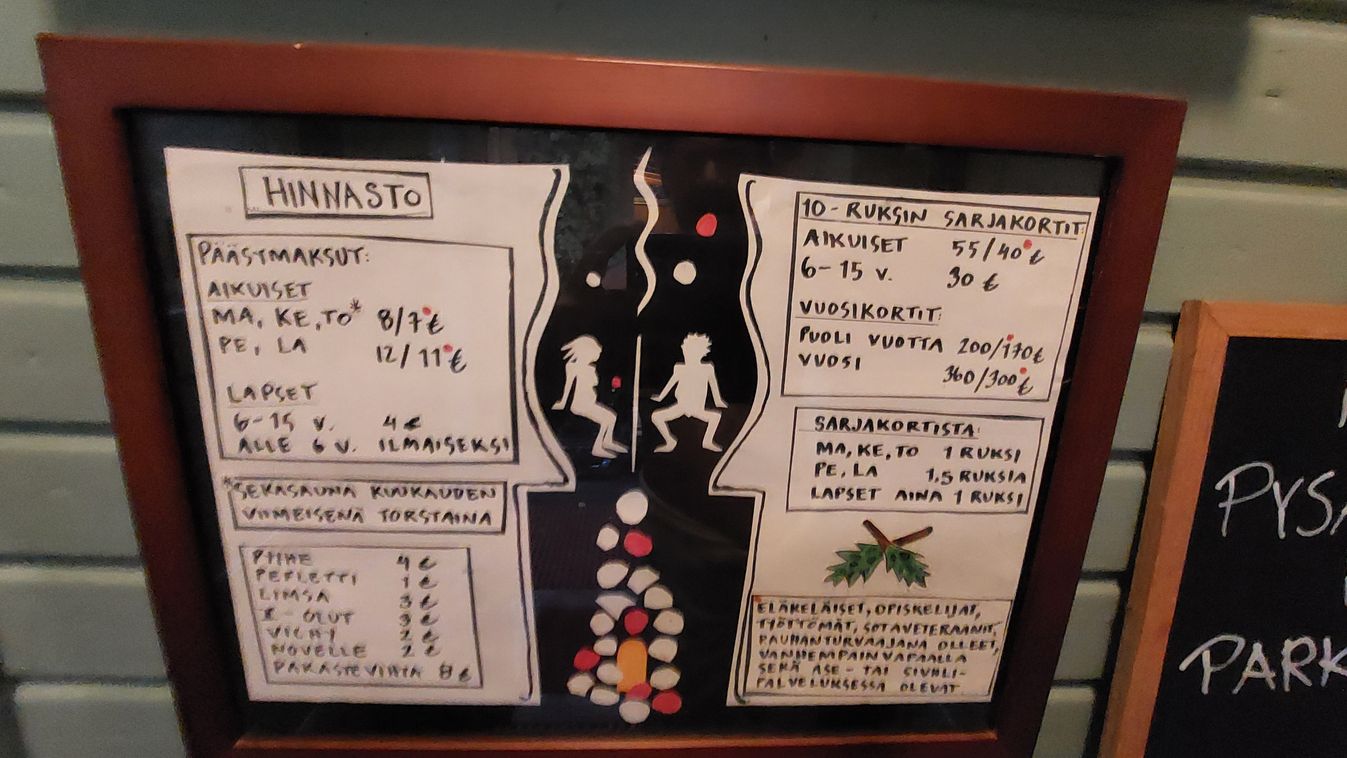 HINNASTO
PÄÄSYMAKSUT:
AIKUISET
MA, KE, TO* 8/7€
PE, LA 12/11€
LAPSET
6-15 v. 4€
ALLE 6 V. ILMAISEKSI
*SEKASAUNA KUUKAUDEN
VIIMEISENÄ TORSTAINA
PYYHE 4€
PEFLETTI 1€
LIMSA 3€
I-OLUT 3€
VICHY 2€
NOVELLE 2€
PAKASTEVIHTA 8€
10-RUKSIN SARJAKORTIT:
AIKUISET 55/40€
6-15 v. 30€
VUOSIKORTIT:
PUOLI VUOTTA 200/170€
VUOSI 360/300€
SARJAKORTISTA:
MA, KE, TO 1 RUKSI
PE, LA 1,5 RUKSIA
LAPSET AINA 1 RUKSI
ELÄKELÄISET, OPISKELIJAT,
TYÖTTÖMÄT, SOTAVETERAANIT,
RAUHANTURVAAJANA OLLEET,
VANHEMPAINVAPAALLA
SEKÄ ASE- TAI SIVIILI-
PALVELUKSESSA OLEVAT
PYSA
PARK